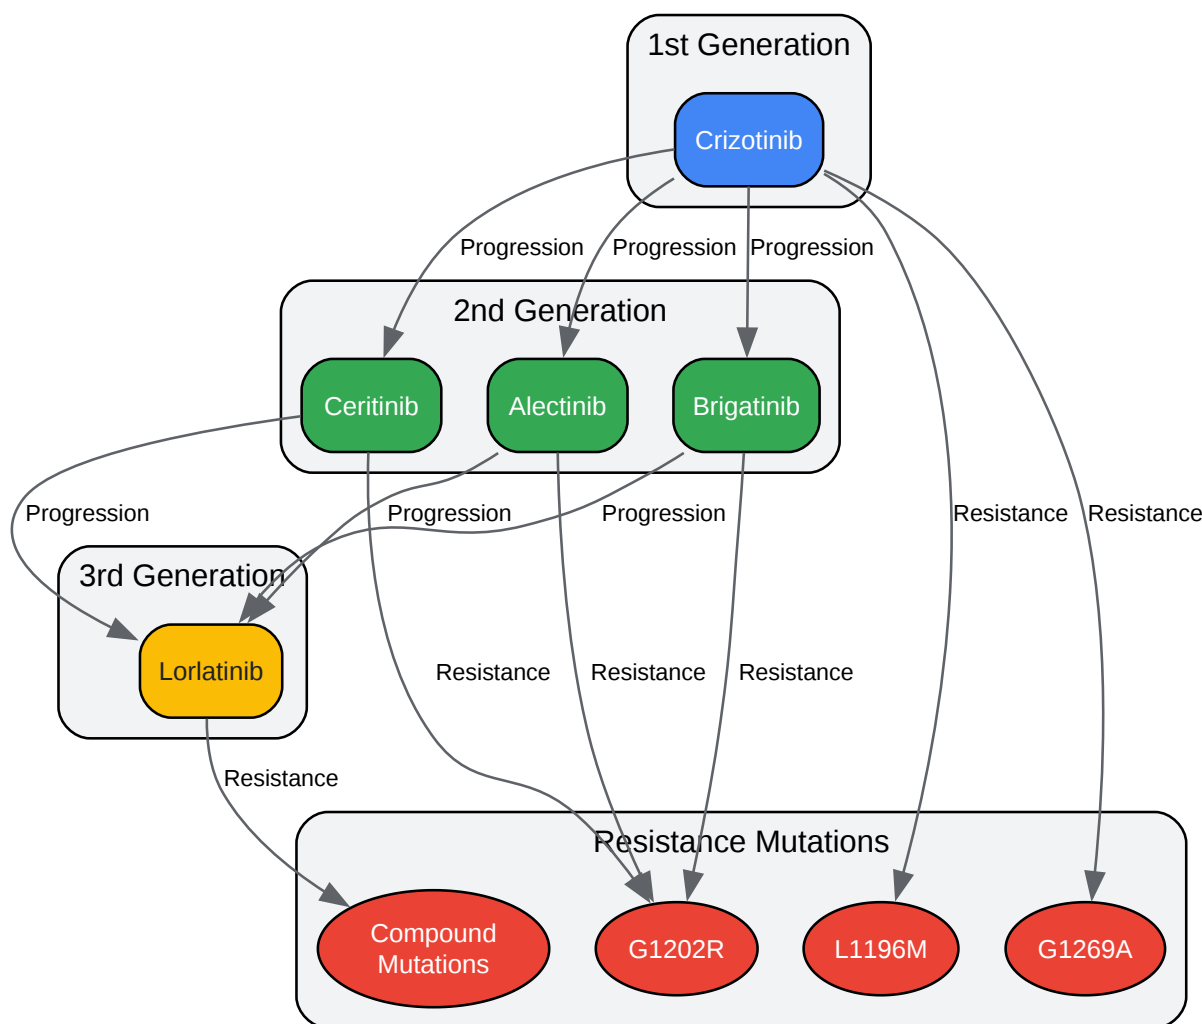 1st Generation
Crizotinib
Progression
Progression
Progression
2nd Generation
Ceritinib
Alectinib
Brigatinib
Progression
Progression
Progression
Resistance
Resistance
3rd Generation
Lorlatinib
Resistance
Resistance
Resistance
Resistance
Resistance Mutations
Compound
Mutations
G1202R
L1196M
G1269A